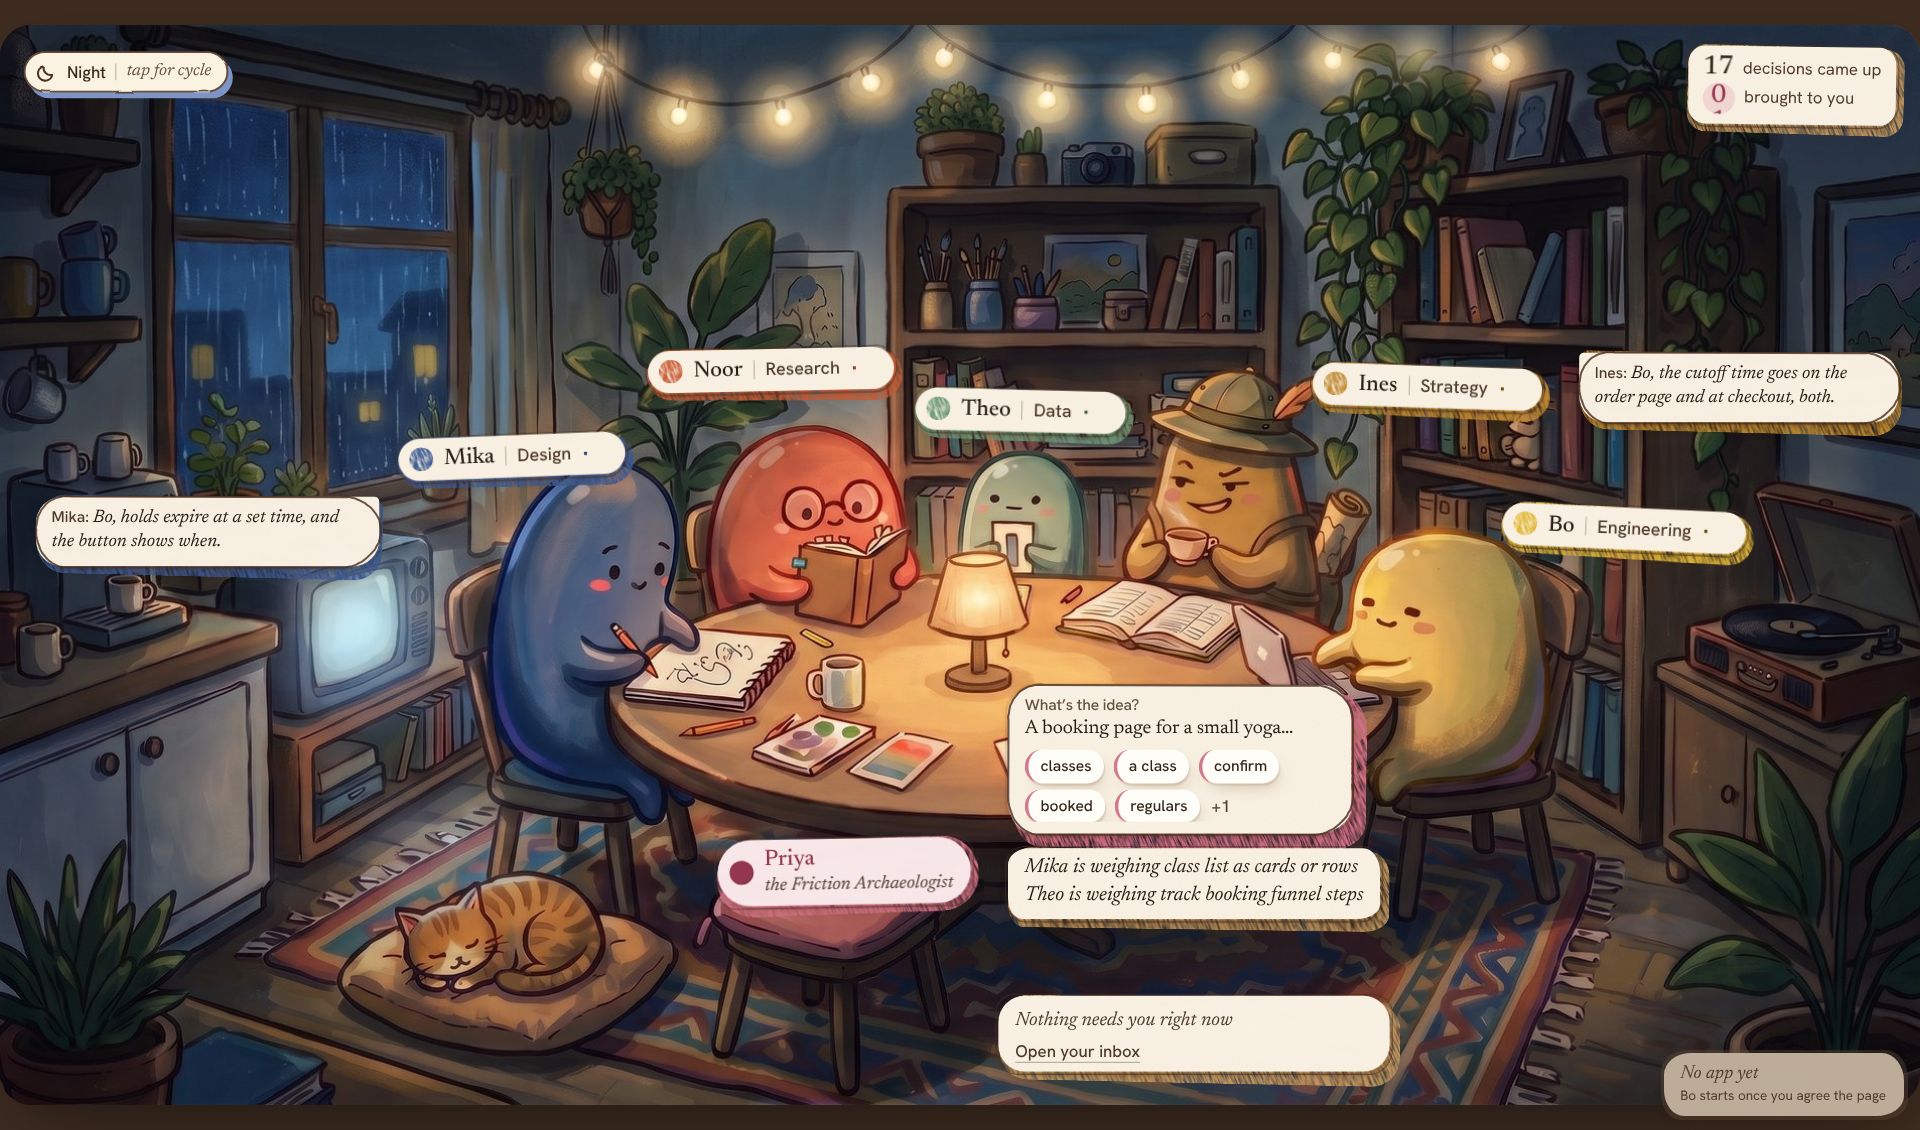 Night | tap for cycle
17 decisions came up
0 brought to you
Noor | Research
Theo | Data
Ines | Strategy
Ines: Bo, the cutoff time goes on the
order page and at checkout, both.
Mika | Design
Mika: Bo, holds expire at a set time, and
the button shows when.
Bo | Engineering
What's the idea?
A booking page for a small yoga...
classes
a class
confirm
booked
regulars
+1
Priya
the Friction Archaeologist
Mika is weighing class list as cards or rows
Theo is weighing track booking funnel steps
Nothing needs you right now
Open your inbox
No app yet
Bo starts once you agree the page